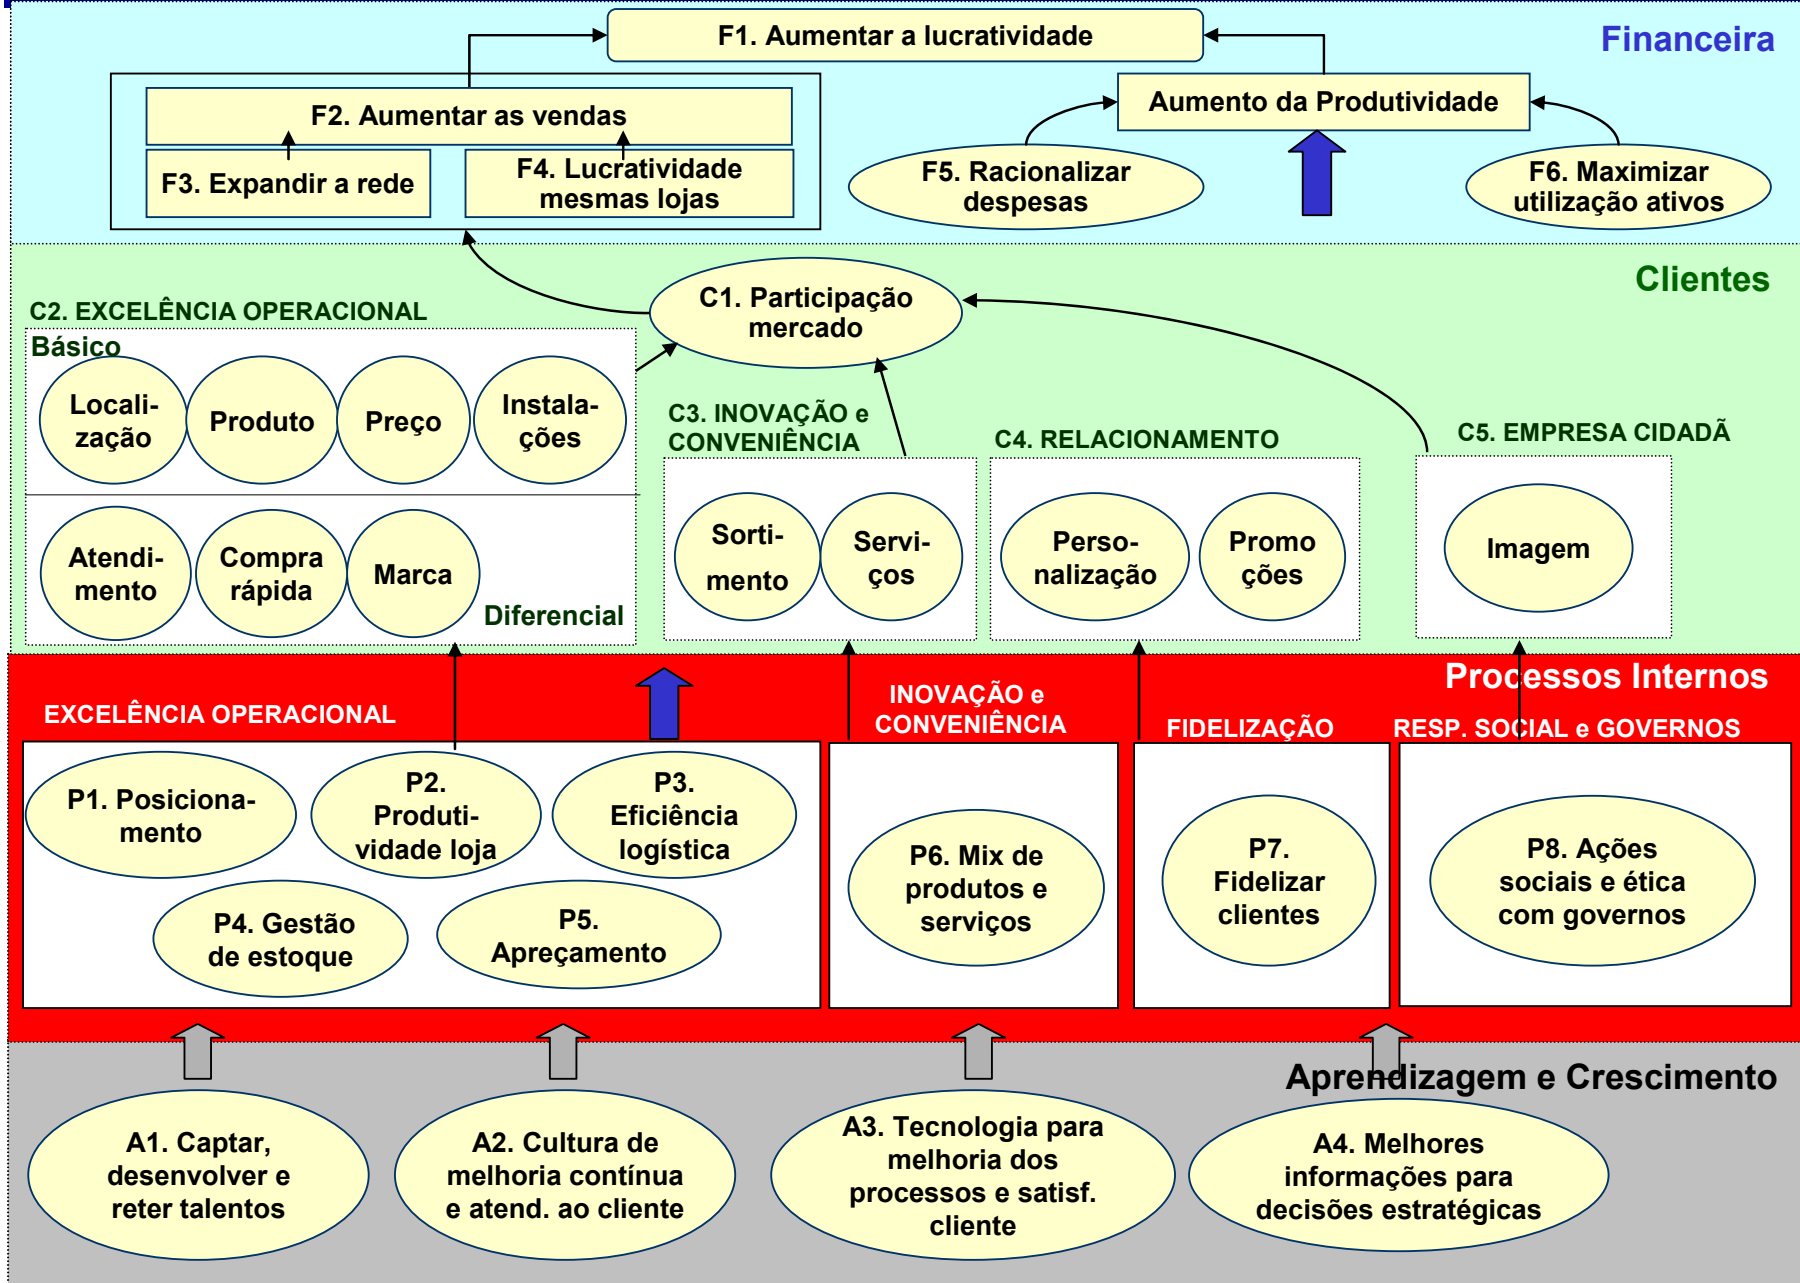 F1. Aumentar a lucratividade
Financeira
F2. Aumentar as vendas
Aumento da Produtividade
F3. Expandir a rede
F4. Lucratividade
mesmas lojas
F5. Racionalizar
despesas
F6. Maximizar
utilização ativos
Clientes
C1. Participação
mercado
C2. EXCELÊNCIA OPERACIONAL
Básico
Locali-
zação
Produto
Preço
Instala-
ções
Atendi-
mento
Compra
rápida
Marca
Diferencial
C3. INOVAÇÃO e
CONVENIÊNCIA
Sorti-
mento
Servi-
ços
C4. RELACIONAMENTO
Perso-
nalização
Promo
ções
C5. EMPRESA CIDADÃ
Imagem
Processos Internos
EXCELÊNCIA OPERACIONAL
P1. Posiciona-
mento
P2.
Produti-
vidade loja
P3.
Eficiência
logística
P4. Gestão
de estoque
P5.
Apreçamento
INOVAÇÃO e
CONVENIÊNCIA
P6. Mix de
produtos e
serviços
FIDELIZAÇÃO
P7.
Fidelizar
clientes
RESP. SOCIAL e GOVERNOS
P8. Ações
sociais e ética
com governos
Aprendizagem e Crescimento
A1. Captar,
desenvolver e
reter talentos
A2. Cultura de
melhoria contínua
e atend. ao cliente
A3. Tecnologia para
melhoria dos
processos e satisf.
cliente
A4. Melhores
informações para
decisões estratégicas